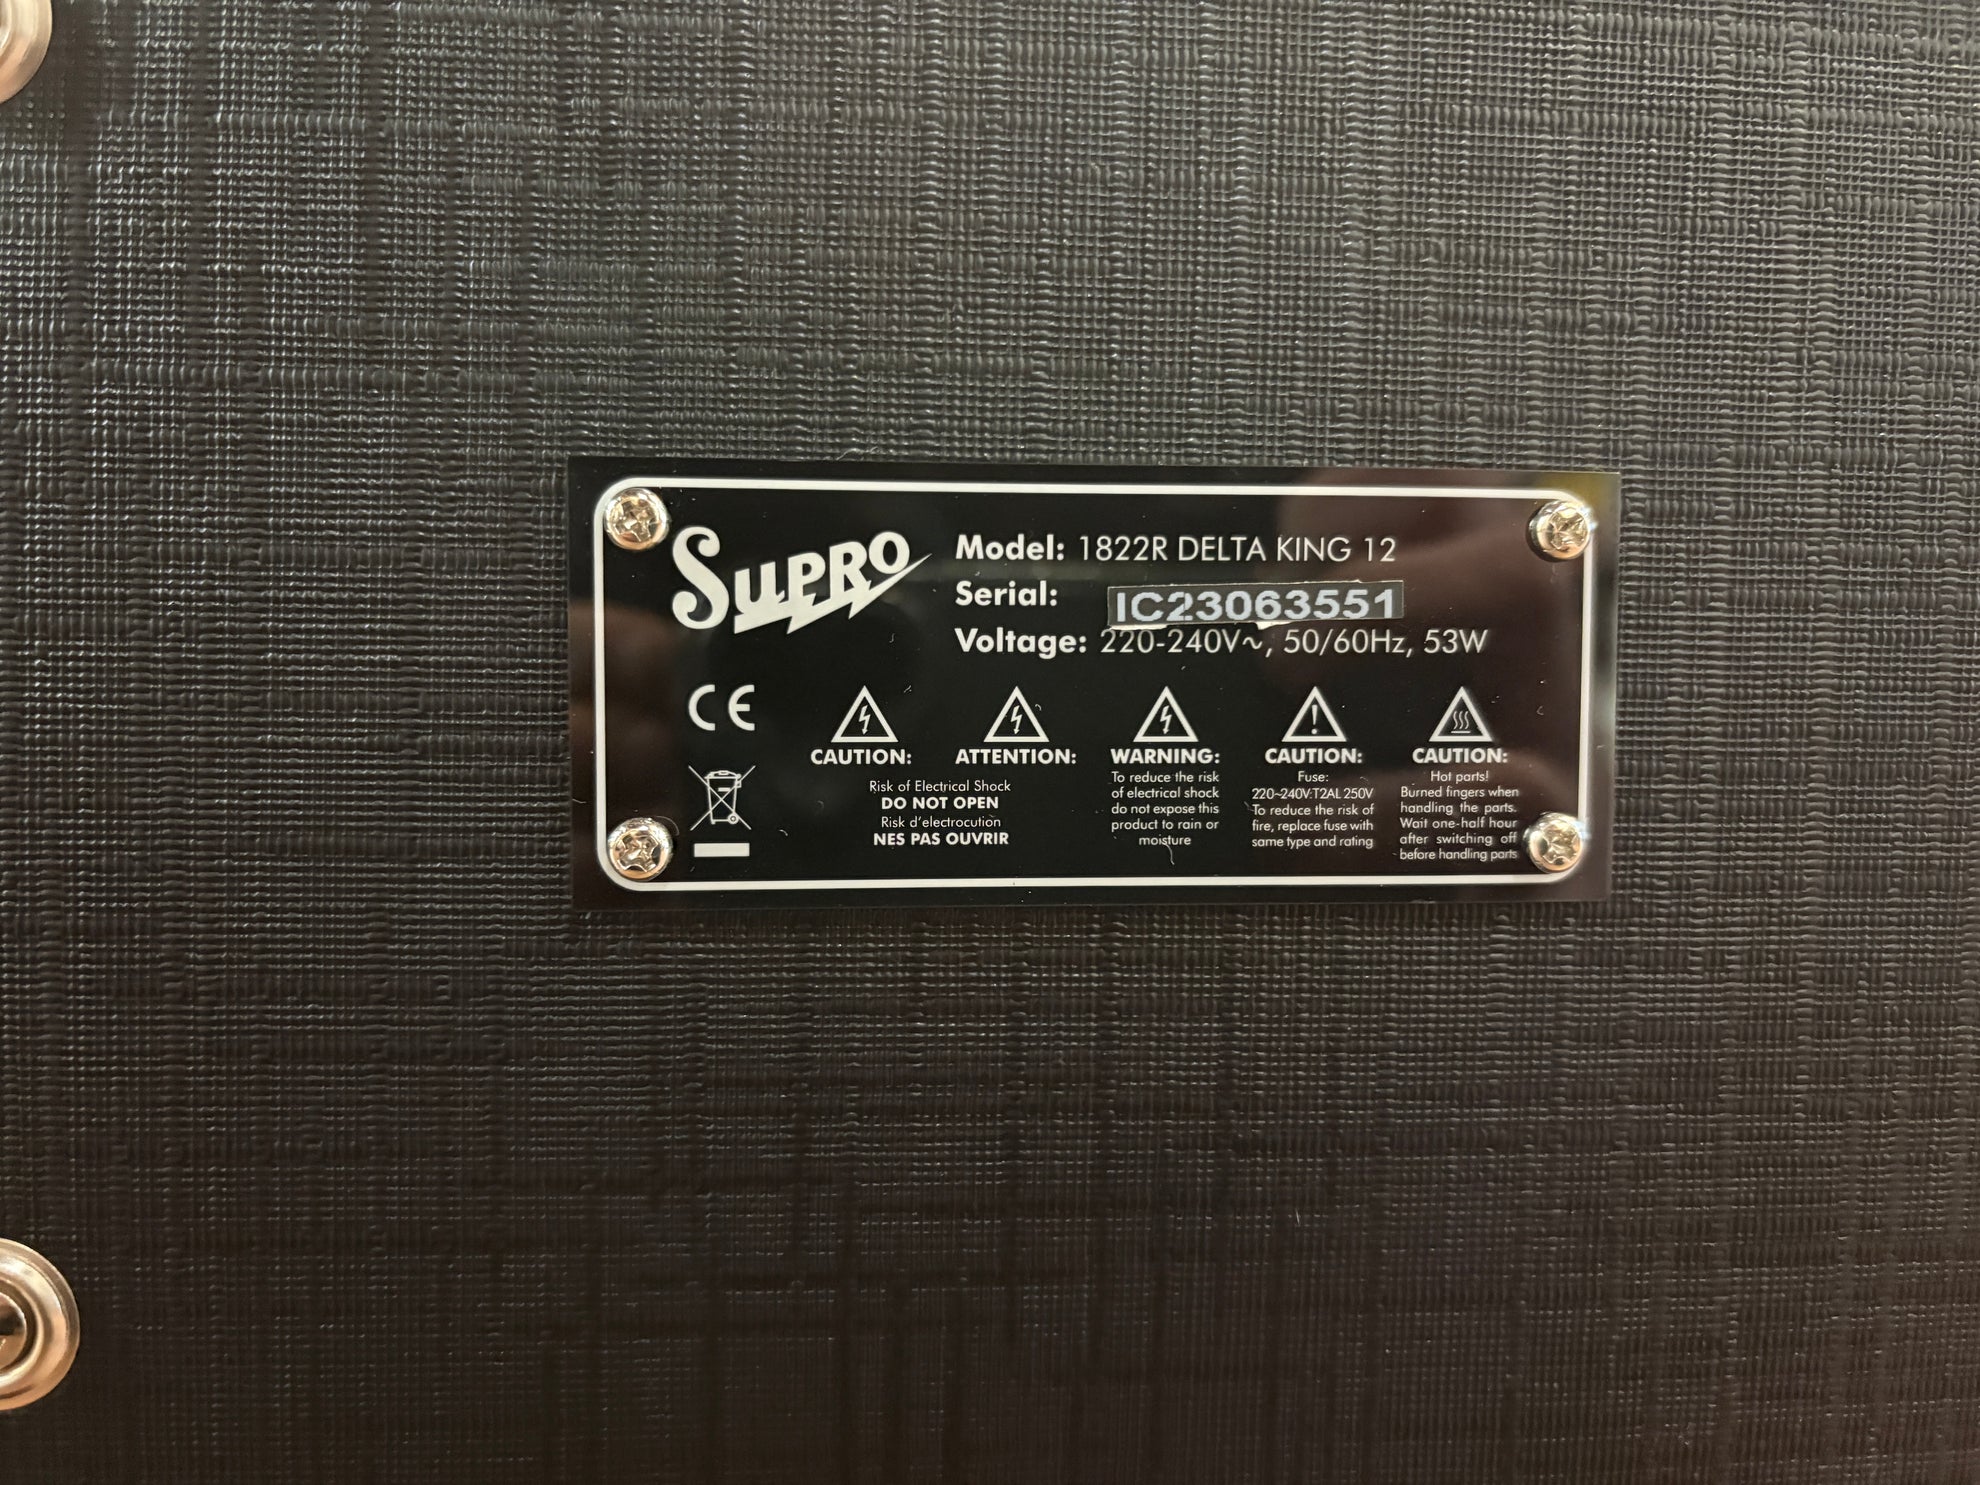 SUPRO
Model: 1822R DELTA KING 12
Serial: IC23063551
Voltage: 220-240V~, 50/60Hz, 53W
CE
CAUTION:
ATTENTION:
Risk of Electrical Shock
DO NOT OPEN
Risk d'electrocution
NES PAS OUVRIR
WARNING:
To reduce the risk
of electrical shock
do not expose this
product to rain or
moisture
CAUTION:
Fuse:
220~240V:T2AL 250V
To reduce the risk of
fire, replace fuse with
same type and rating
CAUTION:
Hot parts!
Burned fingers when
handling the parts.
Wait one-half hour
after switching off
before handling parts